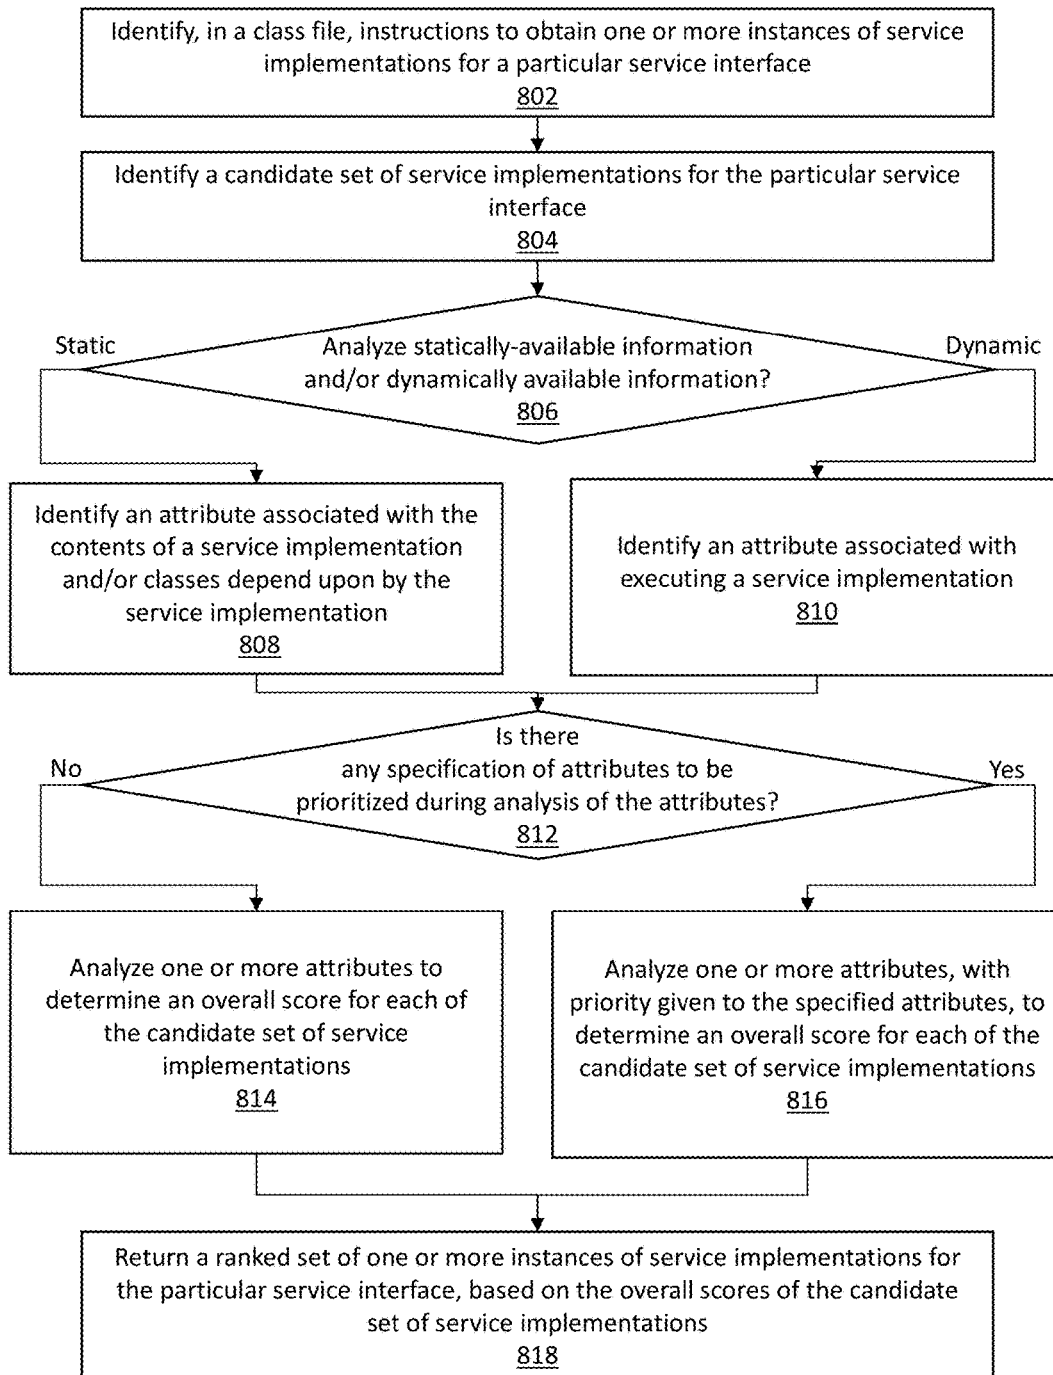 Identify, in a class file, instructions to obtain one or more instances of service
implementations for a particular service interface
802
Identify a candidate set of service implementations for the particular service
interface
804
Static
Dynamic
Analyze statically-available information
and/or dynamically available information?
806
Identify an attribute associated with the
contents of a service implementation
and/or classes depend upon by the
service implementation
808
Identify an attribute associated with
executing a service implementation
810
No
Yes
Is there
any specification of attributes to be
prioritized during analysis of the attributes?
812
Analyze one or more attributes to
determine an overall score for each of
the candidate set of service
implementations
814
Analyze one or more attributes, with
priority given to the specified attributes, to
determine an overall score for each of the
candidate set of service implementations
816
Return a ranked set of one or more instances of service implementations for
the particular service interface, based on the overall scores of the candidate
set of service implementations
818